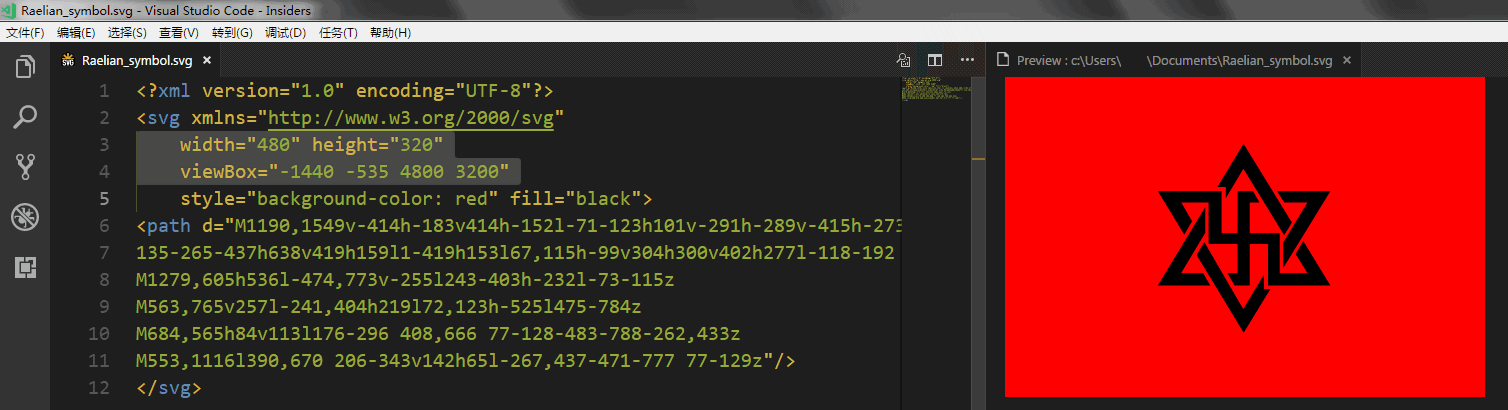 Raelian_symbol.svg - Visual Studio Code - Insiders
文件(F) 编辑(E) 选择(S) 查看(V) 转到(G) 调试(D) 任务(T) 帮助(H)
Raelian_symbol.svg ×
Preview : c:\Users\ \Documents\Raelian_symbol.svg ×
1 <?xml version="1.0" encoding="UTF-8"?>
2 <svg xmlns="http://www.w3.org/2000/svg"
3 width="480" height="320"
4 viewBox="-1440 -535 4800 3200"
5 style="background-color: red" fill="black">
6 <path d="M1190,1549v-414h-183v414h-152l-71-123h101v-291h-289v-415h-273
7 135-265-437h638v419h159l1-419h153l67,115h-99v304h300v402h277l-118-192
8 M1279,605h536l-474,773v-255l243-403h-232l-73-115z
9 M563,765v257l-241,404h219l72,123h-525l475-784z
10 M684,565h84v113l176-296 408,666 77-128-483-788-262,433z
11 M553,1116l390,670 206-343v142h65l-267,437-471-777 77-129z"/>
12 </svg>